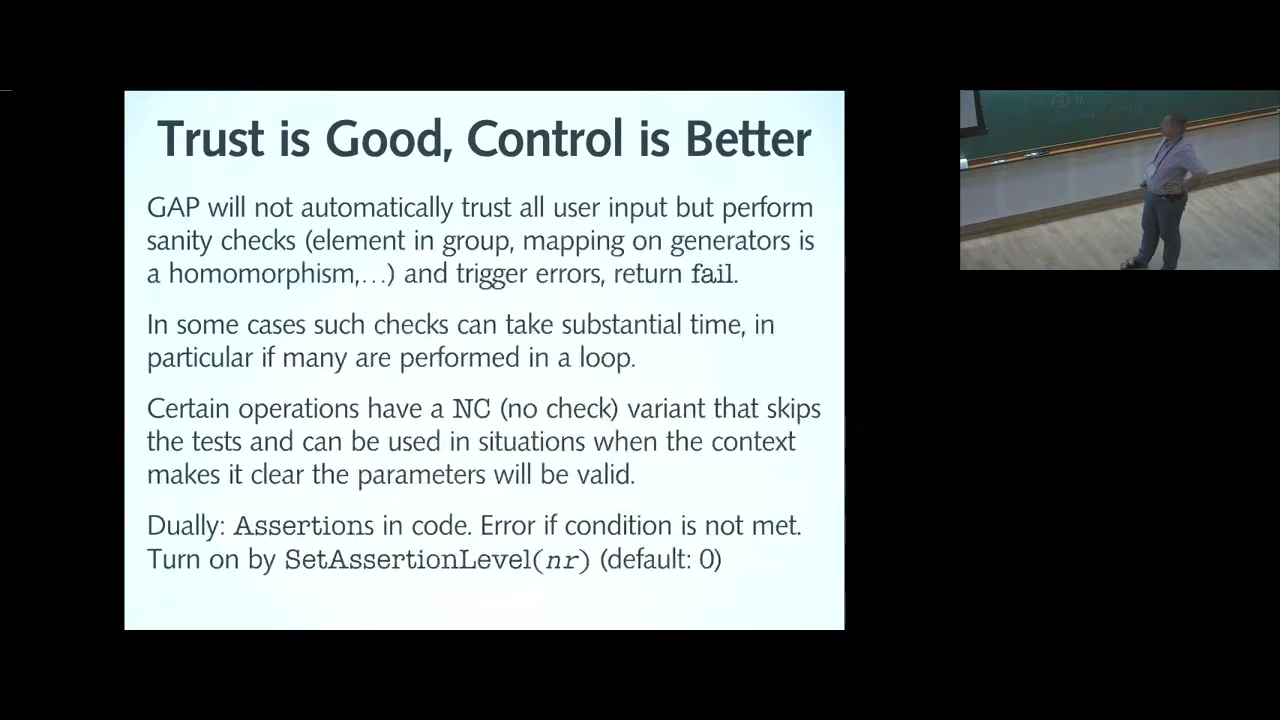 Trust is Good, Control is Better
GAP will not automatically trust all user input but perform
sanity checks (element in group, mapping on generators is
a homomorphism,…) and trigger errors, return fail.
In some cases such checks can take substantial time, in
particular if many are performed in a loop.
Certain operations have a NC (no check) variant that skips
the tests and can be used in situations when the context
makes it clear the parameters will be valid.
Dually: Assertions in code. Error if condition is not met.
Turn on by SetAssertionLevel(nr) (default: 0)